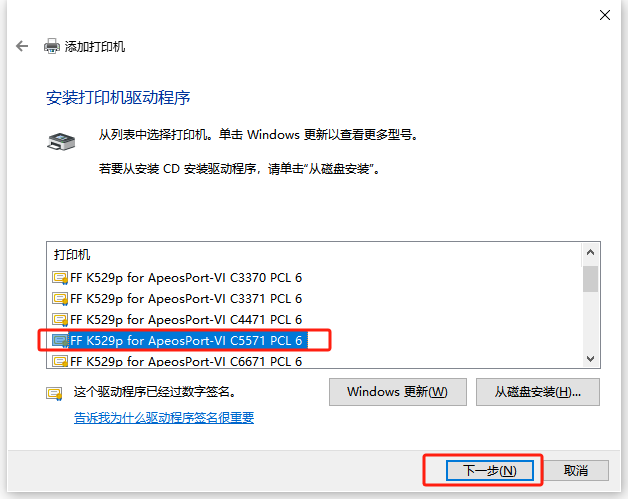 添加打印机
安装打印机驱动程序
从列表中选择打印机。单击 Windows 更新以查看更多型号。
若要从安装 CD 安装驱动程序，请单击“从磁盘安装”。
打印机
FF K529p for ApeosPort-VI C3370 PCL 6
FF K529p for ApeosPort-VI C3371 PCL 6
FF K529p for ApeosPort-VI C4471 PCL 6
FF K529p for ApeosPort-VI C5571 PCL 6
FF K529p for ApeosPort-VI C6671 PCL 6
这个驱动程序已经过数字签名。
Windows 更新(W)
从磁盘安装(H)...
告诉我为什么驱动程序签名很重要
下一步(N)
取消